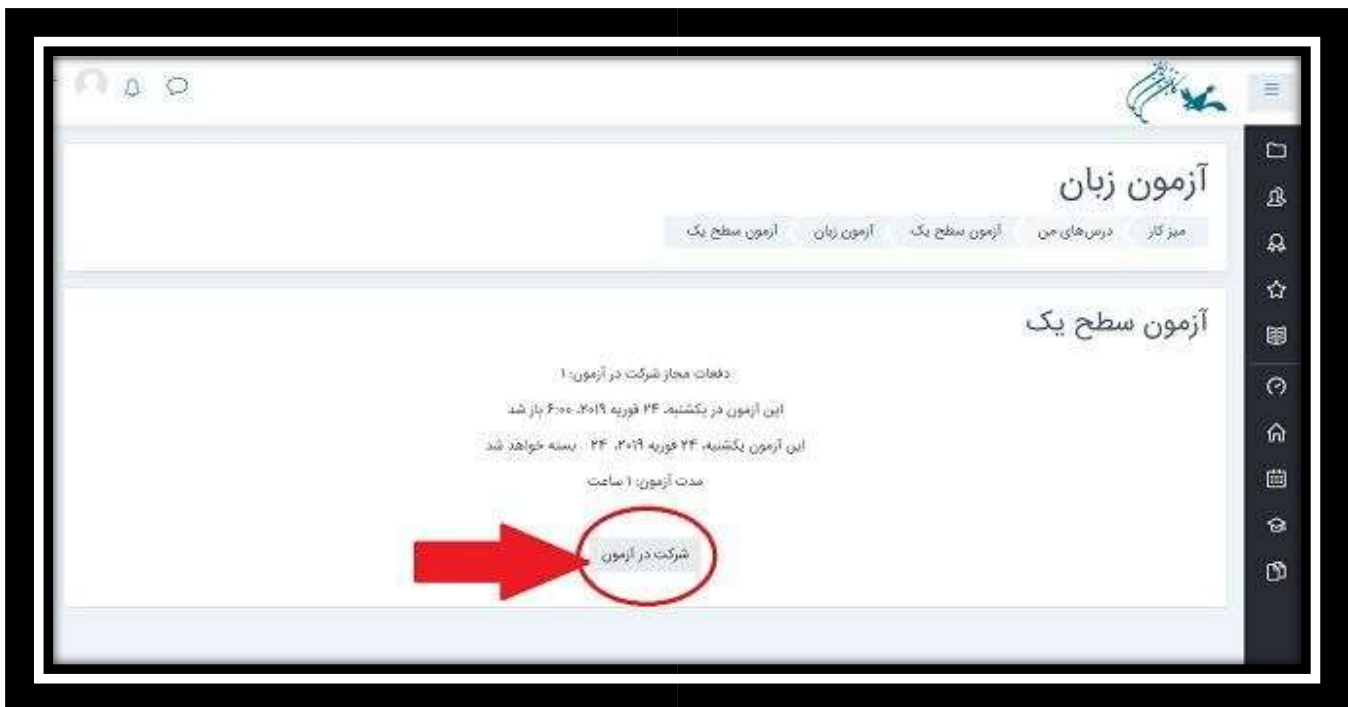 آزمون زبان
میز کار درس‌های من آزمون سطح یک آزمون زبان آزمون سطح یک
آزمون سطح یک
دفعات مجاز شرکت در آزمون: ۱
این آزمون در یکشنبه، ۲۴ فوریه ۲۰۱۹، ۶:۰۰ باز شد
این آزمون یکشنبه، ۲۴ فوریه ۲۰۱۹، ۲۴ بسته خواهد شد
مدت آزمون: ۱ ساعت
شرکت در آزمون